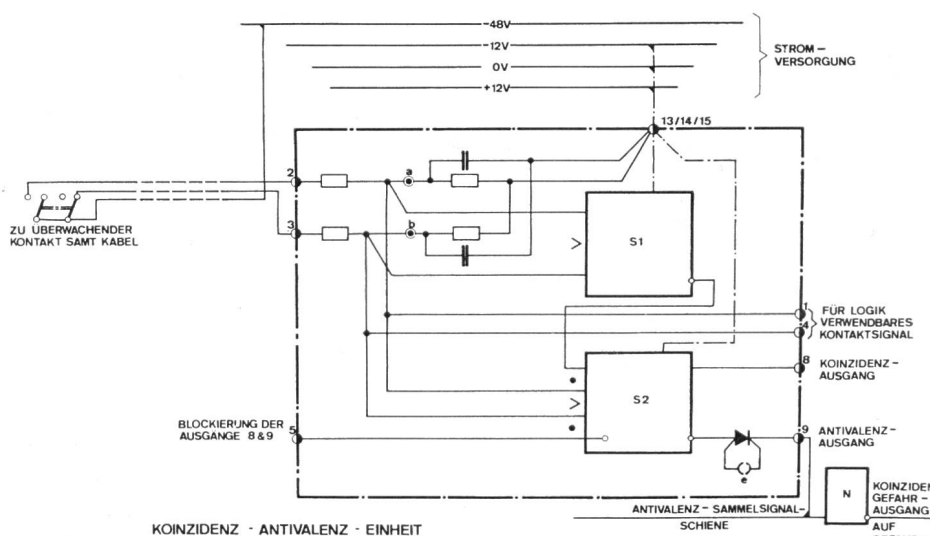 -48V
-12V
0V
+12V
STROM-
VERSORGUNG
13/14/15
2
a
3
b
ZU ÜBERWACHENDER
KONTAKT SAMT KABEL
S1
1
4
FÜR LOGIK
VERWENDBARES
KONTAKTSIGNAL
8
KOINZIDENZ-
AUSGANG
S2
BLOCKIERUNG DER
AUSGÄNGE 8&9
5
9
ANTIVALENZ-
AUSGANG
e
N
KOINZIDEN
GEFAHR-
AUSGANG
ANTIVALENZ-SAMMELSIGNAL-
SCHIENE
AUF
KOINZIDENZ - ANTIVALENZ - EINHEIT